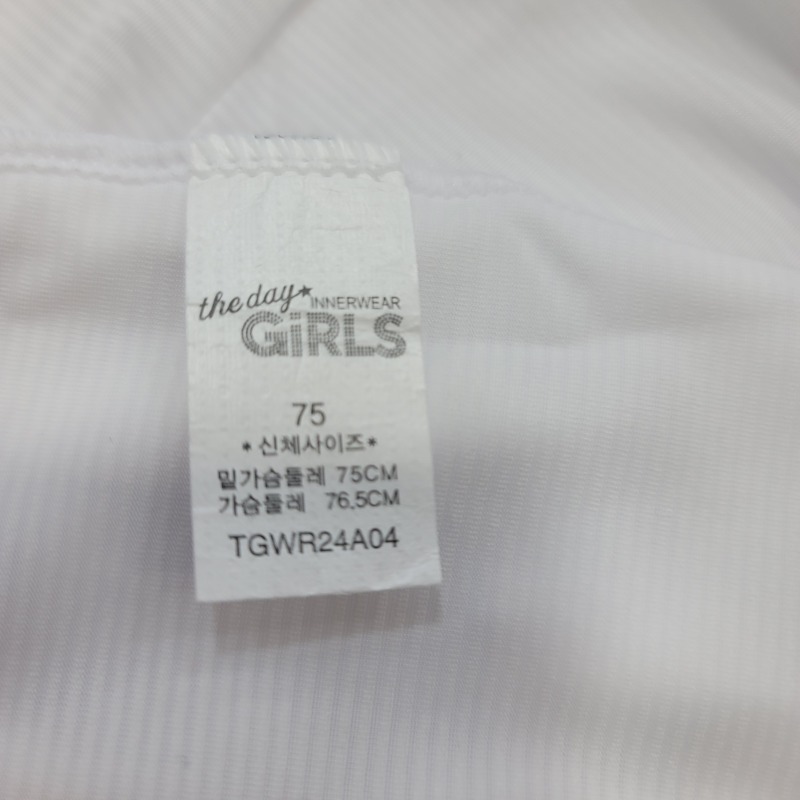 the day★ INNERWEAR
GiRLS
75
*신체사이즈*
밑가슴둘레 75CM
가슴둘레 76.5CM
TGWR24A04